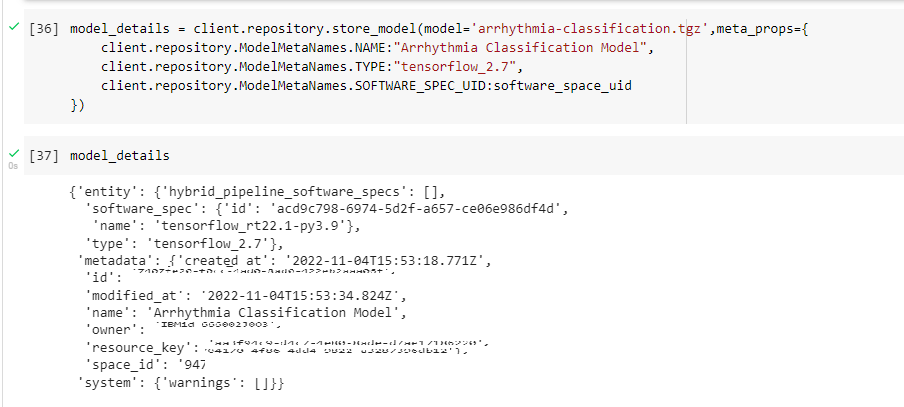 [36] model_details = client.repository.store_model(model='arrhythmia-classification.tgz',meta_props={
client.repository.ModelMetaNames.NAME:"Arrhythmia Classification Model",
client.repository.ModelMetaNames.TYPE:"tensorflow_2.7",
client.repository.ModelMetaNames.SOFTWARE_SPEC_UID:software_space_uid
})
0s
[37] model_details
{'entity': {'hybrid_pipeline_software_specs': [],
'software_spec': {'id': 'acd9c798-6974-5d2f-a657-ce06e986df4d',
'name': 'tensorflow_rt22.1-py3.9'},
'type': 'tensorflow_2.7'},
'metadata': {'created_at': '2022-11-04T15:53:18.771Z',
'id':
'modified_at': '2022-11-04T15:53:34.824Z',
'name': 'Arrhythmia Classification Model',
'owner':
'resource_key':
'space_id': '947
'system': {'warnings': []}}